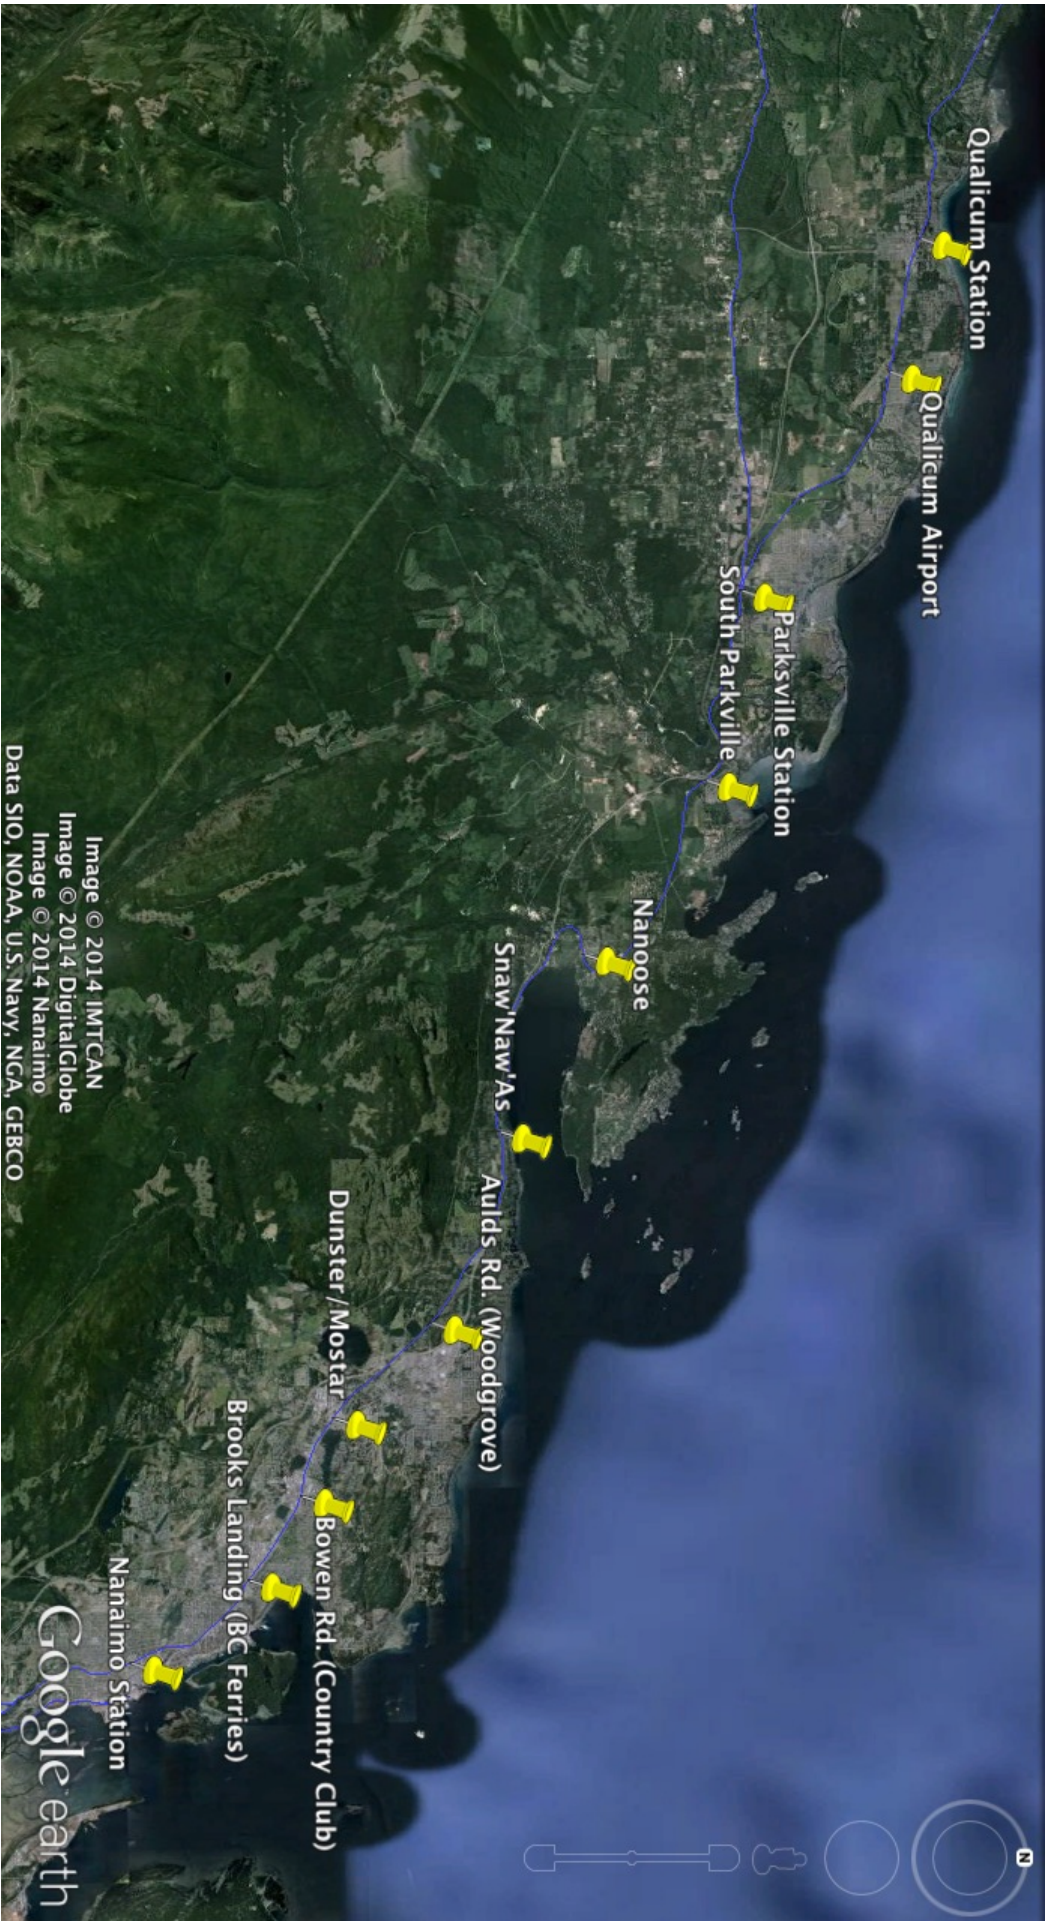 Qualicum Station
Qualicum Airport
Parksville Station
South Parkville
Nanoose
Snaw'Naw'As
Aulds Rd. (Woodgrove)
Dunster/Mostar
Bowen Rd. (Country Club)
Brooks Landing (BC Ferries)
Nanaimo Station
Image © 2014 IMTCAN
Image © 2014 DigitalGlobe
Image © 2014 Nanaimo
Data SIO, NOAA, U.S. Navy, NGA, GEBCO
Google earth
N